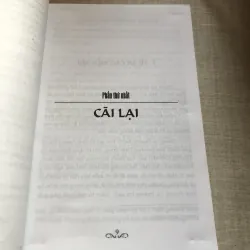 Phần thứ nhất
CÃI LẠI